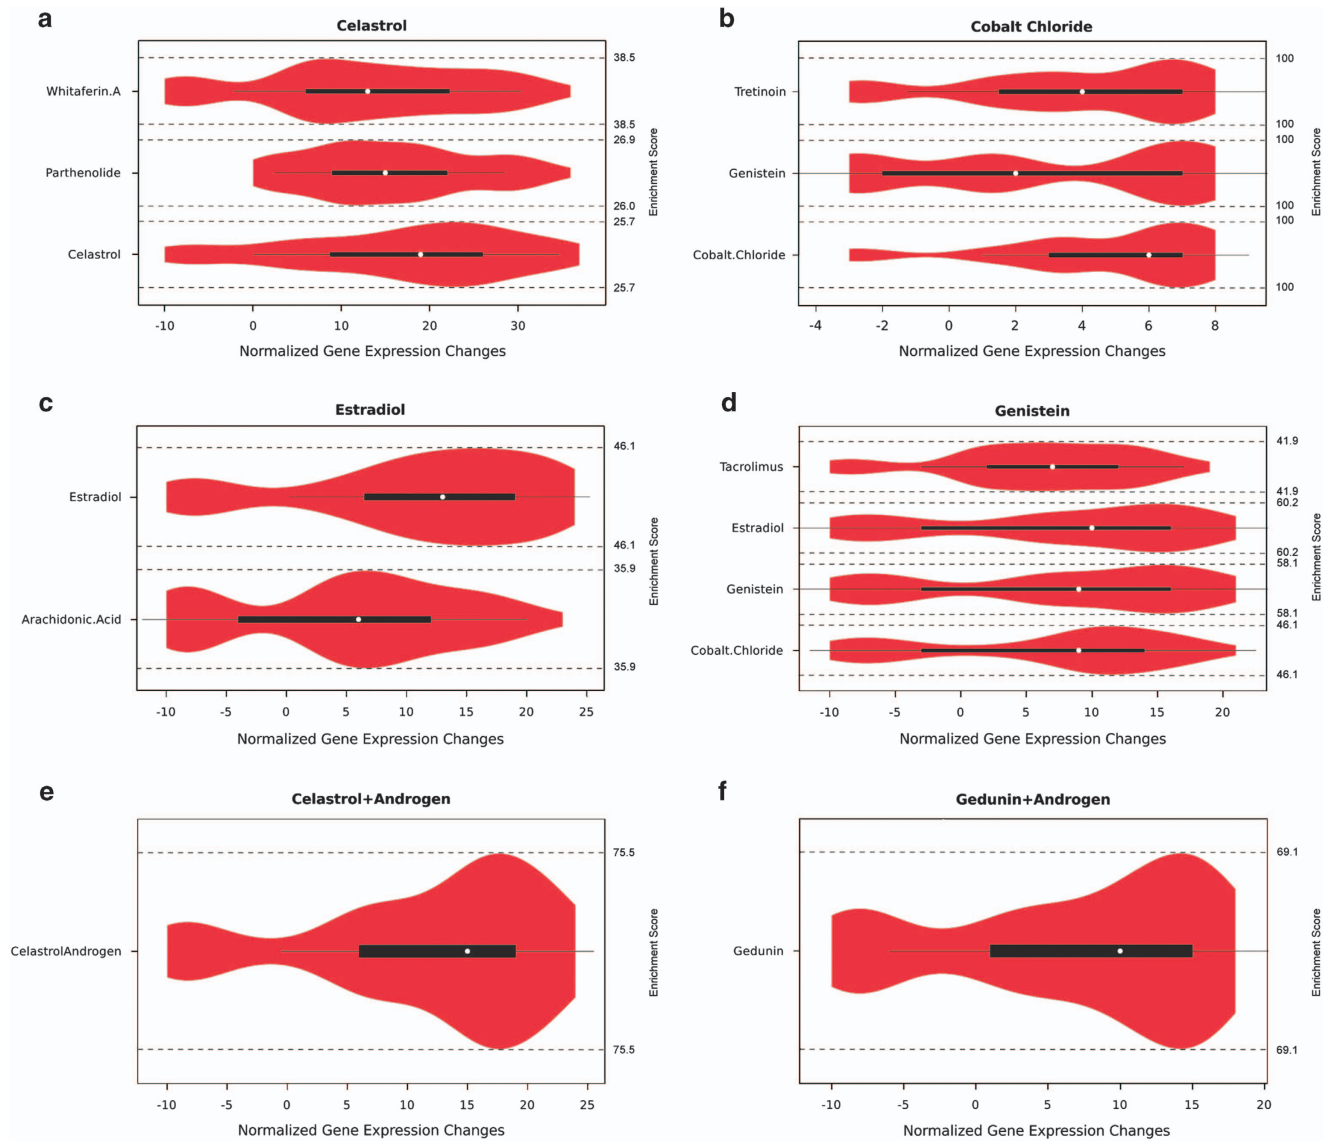 a
Celastrol
Whitaferin.A
Parthenolide
Celastrol
38.5
38.5
26.9
26.0
25.7
25.7
Enrichment Score
-10 0 10 20 30
Normalized Gene Expression Changes
b
Cobalt Chloride
Tretinoin
Genistein
Cobalt.Chloride
100
100
100
100
100
100
Enrichment Score
-4 -2 0 2 4 6 8
Normalized Gene Expression Changes
c
Estradiol
Estradiol
Arachidonic.Acid
46.1
46.1
35.9
35.9
Enrichment Score
-10 -5 0 5 10 15 20 25
Normalized Gene Expression Changes
d
Genistein
Tacrolimus
Estradiol
Genistein
Cobalt.Chloride
41.9
41.9
60.2
60.2
58.1
58.1
46.1
46.1
Enrichment Score
-10 -5 0 5 10 15 20
Normalized Gene Expression Changes
e
Celastrol+Androgen
CelastrolAndrogen
75.5
75.5
Enrichment Score
-10 -5 0 5 10 15 20 25
Normalized Gene Expression Changes
f
Gedunin+Androgen
Gedunin
69.1
69.1
Enrichment Score
-10 -5 0 5 10 15 20
Normalized Gene Expression Changes